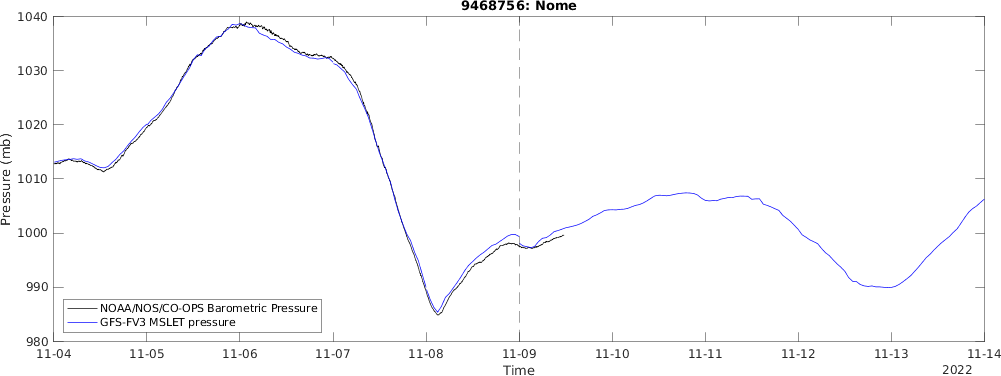 9468756: Nome
1040
1030
1020
1010
1000
990
980
Pressure (mb)
NOAA/NOS/CO-OPS Barometric Pressure
GFS-FV3 MSLET pressure
11-04 11-05 11-06 11-07 11-08 11-09 11-10 11-11 11-12 11-13 11-14
Time
2022